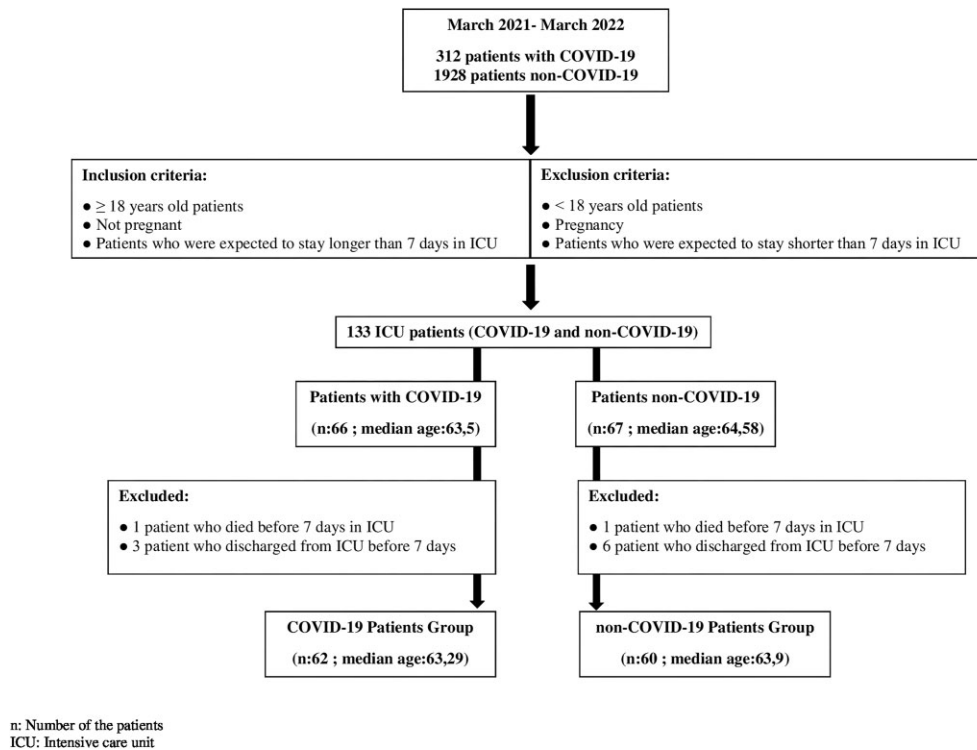 March 2021- March 2022
312 patients with COVID-19
1928 patients non-COVID-19
Inclusion criteria:
● ≥ 18 years old patients
● Not pregnant
● Patients who were expected to stay longer than 7 days in ICU
Exclusion criteria:
● < 18 years old patients
● Pregnancy
● Patients who were expected to stay shorter than 7 days in ICU
133 ICU patients (COVID-19 and non-COVID-19)
Patients with COVID-19
(n:66 ; median age:63,5)
Patients non-COVID-19
(n:67 ; median age:64,58)
Excluded:
● 1 patient who died before 7 days in ICU
● 3 patient who discharged from ICU before 7 days
Excluded:
● 1 patient who died before 7 days in ICU
● 6 patient who discharged from ICU before 7 days
COVID-19 Patients Group
(n:62 ; median age:63,29)
non-COVID-19 Patients Group
(n:60 ; median age:63,9)
n: Number of the patients
ICU: Intensive care unit